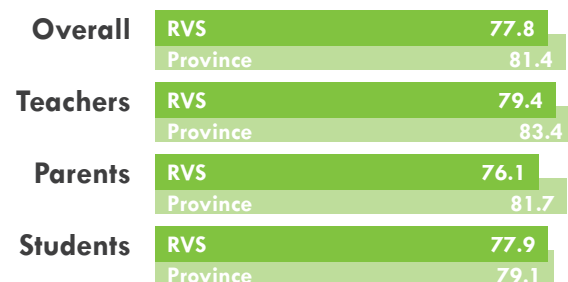 Overall
RVS 77.8
Province 81.4
Teachers
RVS 79.4
Province 83.4
Parents
RVS 76.1
Province 81.7
Students
RVS 77.9
Province 79.1